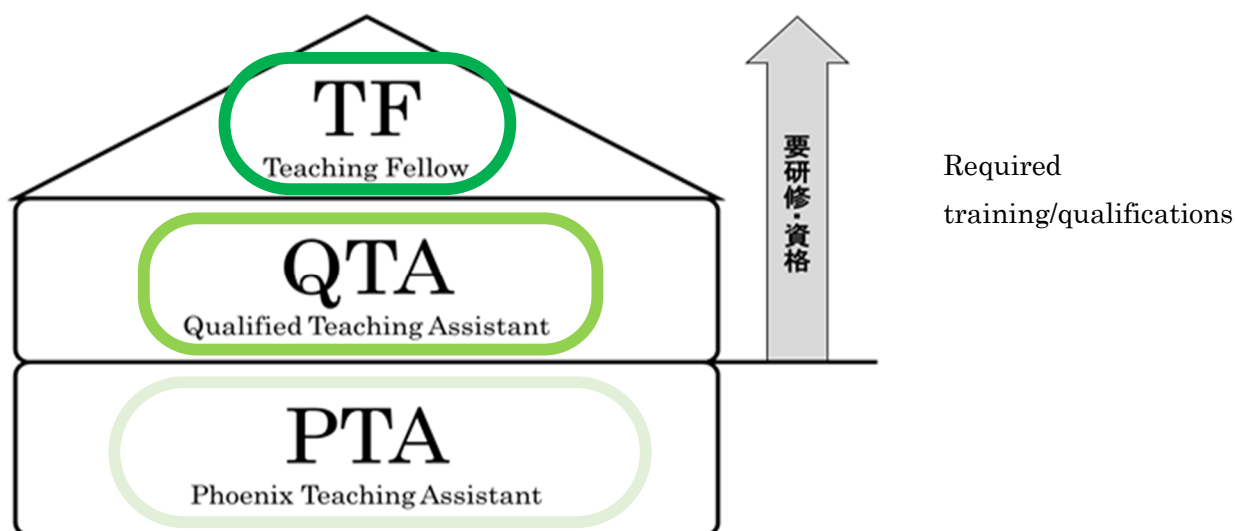 TF
Teaching Fellow
QTA
Qualified Teaching Assistant
PTA
Phoenix Teaching Assistant
要研修・資格
Required
training/qualifications